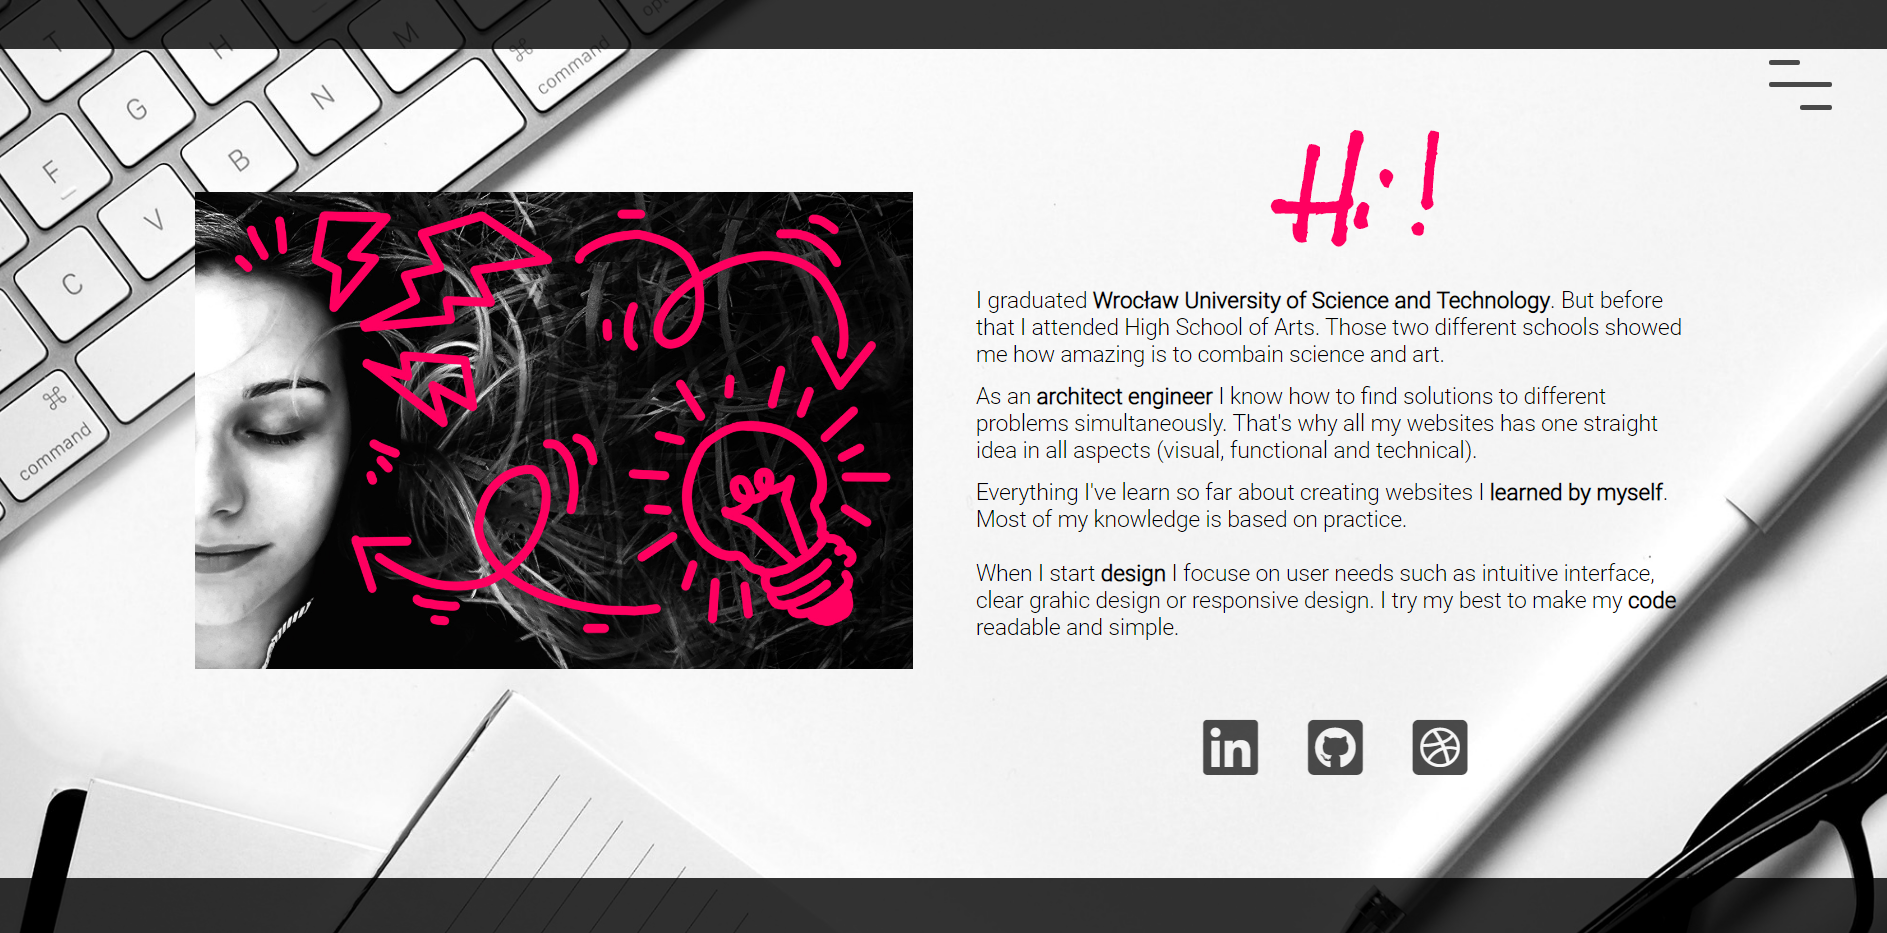 T
H
M
G
N
⌘
command
F
B
V
C
⌘
command
Hi!
I graduated Wrocław University of Science and Technology. But before
that I attended High School of Arts. Those two different schools showed
me how amazing is to combain science and art.
As an architect engineer I know how to find solutions to different
problems simultaneously. That's why all my websites has one straight
idea in all aspects (visual, functional and technical).
Everything I've learn so far about creating websites I learned by myself.
Most of my knowledge is based on practice.
When I start design I focuse on user needs such as intuitive interface,
clear grahic design or responsive design. I try my best to make my code
readable and simple.
in